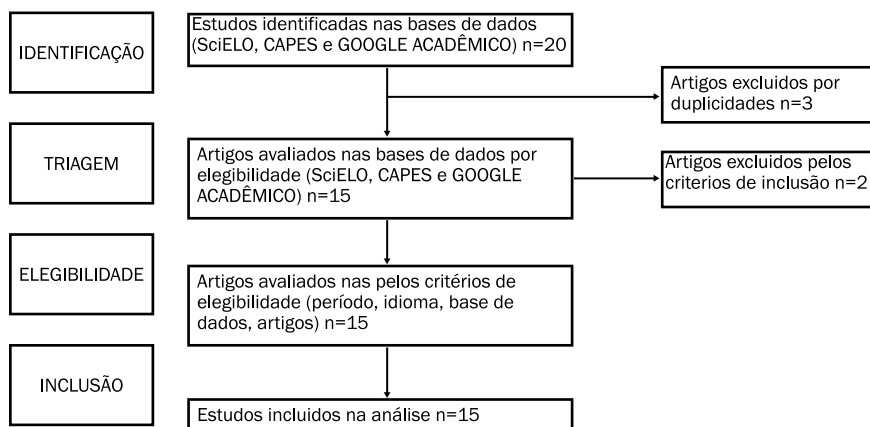 IDENTIFICAÇÃO
Estudos identificadas nas bases de dados
(SciELO, CAPES e GOOGLE ACADÊMICO) n=20
Artigos excluidos por
duplicidades n=3
TRIAGEM
Artigos avaliados nas bases de dados por
elegibilidade (SciELO, CAPES e GOOGLE
ACADÊMICO) n=15
Artigos excluidos pelos
criterios de inclusão n=2
ELEGIBILIDADE
Artigos avaliados nas pelos critérios de
elegibilidade (período, idioma, base de
dados, artigos) n=15
INCLUSÃO
Estudos incluidos na análise n=15